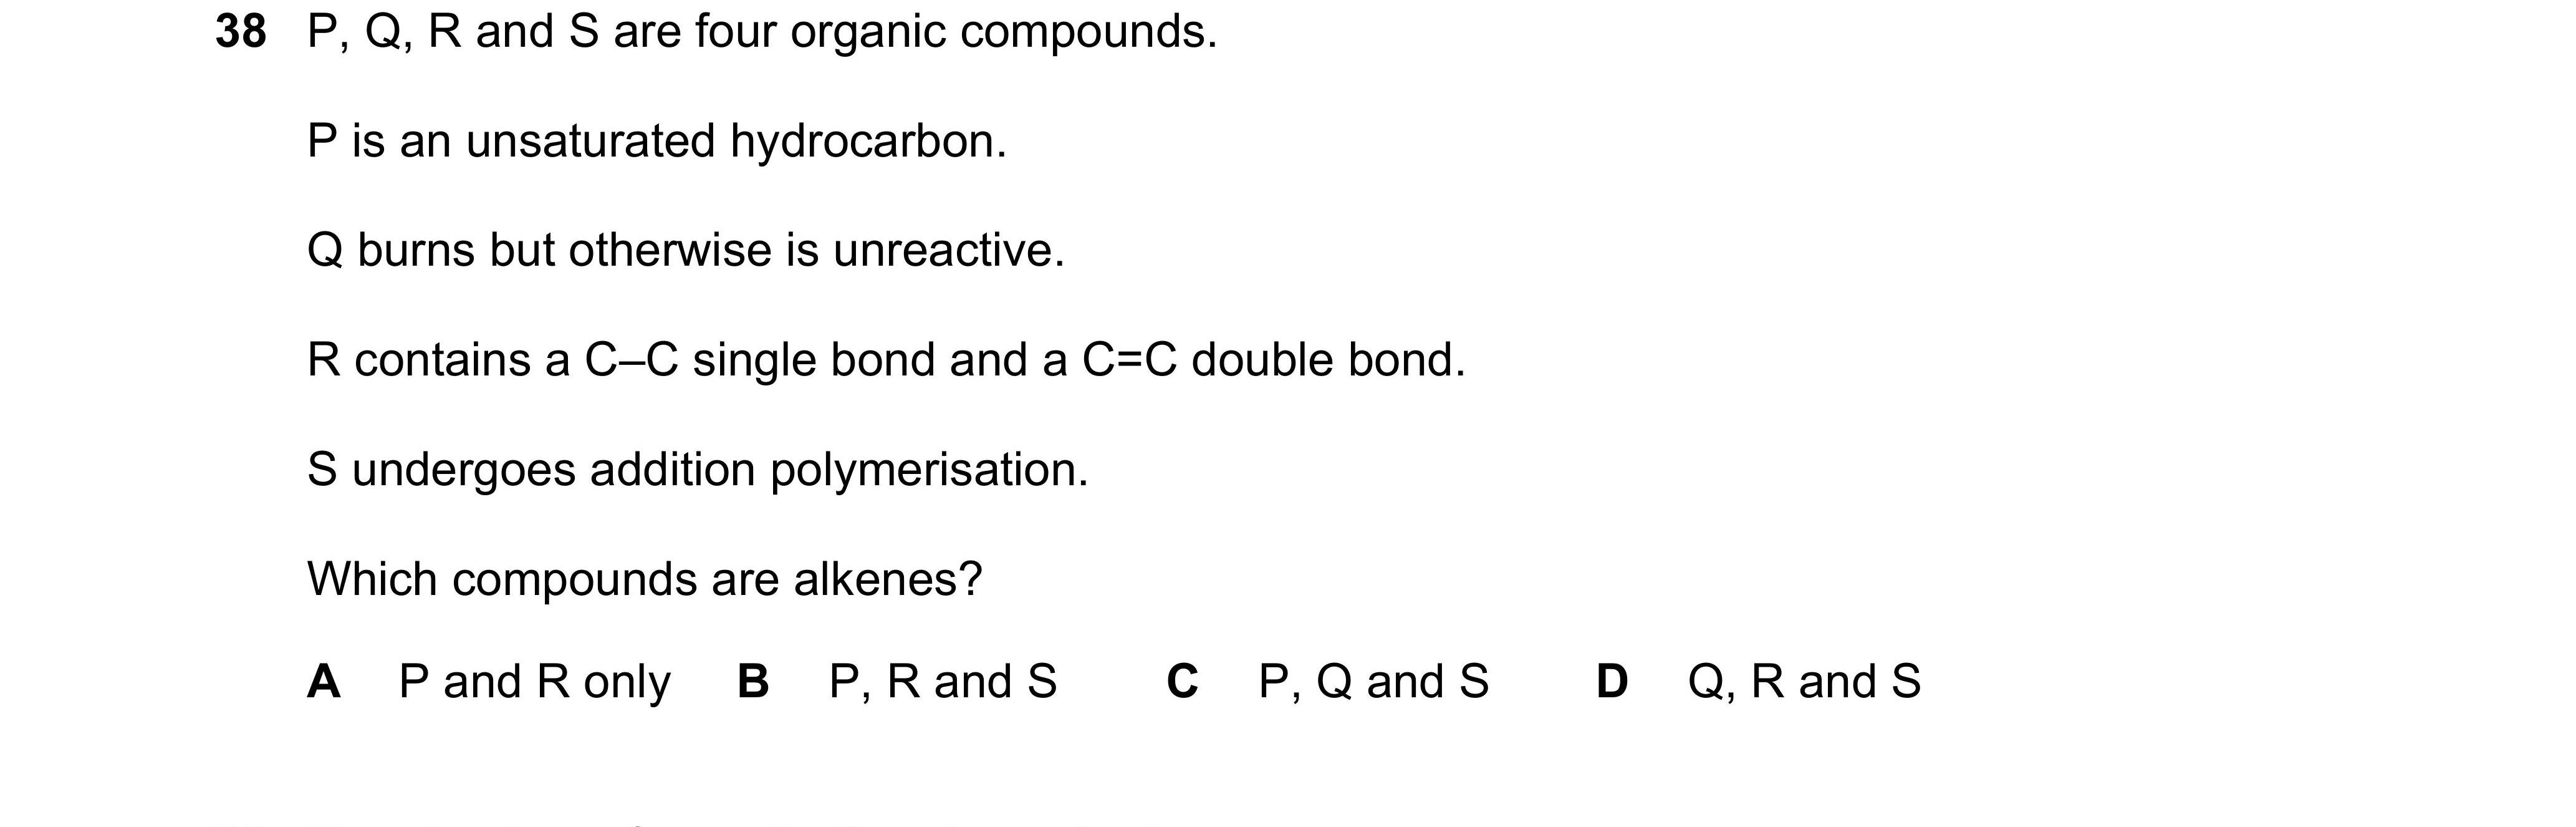 38 P, Q, R and S are four organic compounds.
P is an unsaturated hydrocarbon.
Q burns but otherwise is unreactive.
R contains a C–C single bond and a C=C double bond.
S undergoes addition polymerisation.
Which compounds are alkenes?
A P and R only B P, R and S C P, Q and S D Q, R and S